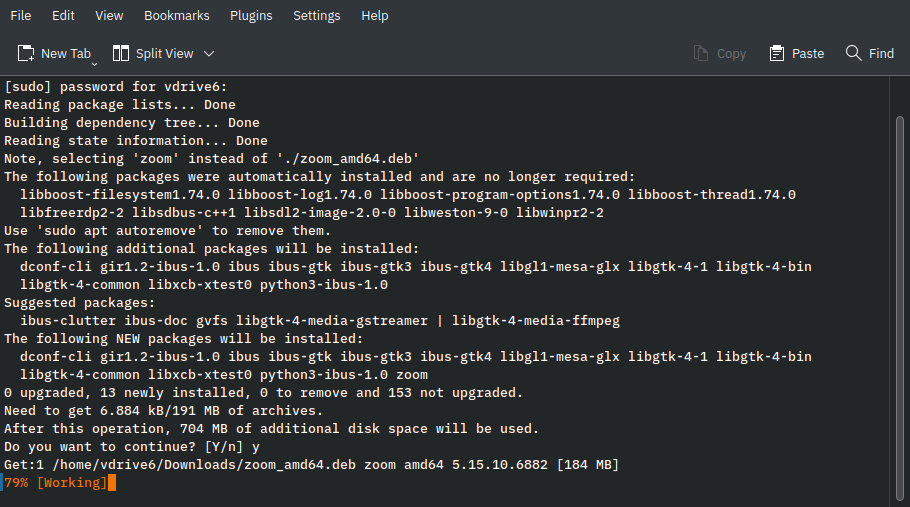 File Edit View Bookmarks Plugins Settings Help
New Tab Split View Copy Paste Find
[sudo] password for vdrive6:
Reading package lists... Done
Building dependency tree... Done
Reading state information... Done
Note, selecting 'zoom' instead of './zoom_amd64.deb'
The following packages were automatically installed and are no longer required:
  libboost-filesystem1.74.0 libboost-log1.74.0 libboost-program-options1.74.0 libboost-thread1.74.0
  libfreerdp2-2 libsdbus-c++1 libsdl2-image-2.0-0 libweston-9-0 libwinpr2-2
Use 'sudo apt autoremove' to remove them.
The following additional packages will be installed:
  dconf-cli gir1.2-ibus-1.0 ibus ibus-gtk ibus-gtk3 ibus-gtk4 libgl1-mesa-glx libgtk-4-1 libgtk-4-bin
  libgtk-4-common libxcb-xtest0 python3-ibus-1.0
Suggested packages:
  ibus-clutter ibus-doc gvfs libgtk-4-media-gstreamer | libgtk-4-media-ffmpeg
The following NEW packages will be installed:
  dconf-cli gir1.2-ibus-1.0 ibus ibus-gtk ibus-gtk3 ibus-gtk4 libgl1-mesa-glx libgtk-4-1 libgtk-4-bin
  libgtk-4-common libxcb-xtest0 python3-ibus-1.0 zoom
0 upgraded, 13 newly installed, 0 to remove and 153 not upgraded.
Need to get 6.884 kB/191 MB of archives.
After this operation, 704 MB of additional disk space will be used.
Do you want to continue? [Y/n] y
Get:1 /home/vdrive6/Downloads/zoom_amd64.deb zoom amd64 5.15.10.6882 [184 MB]
79% [Working]